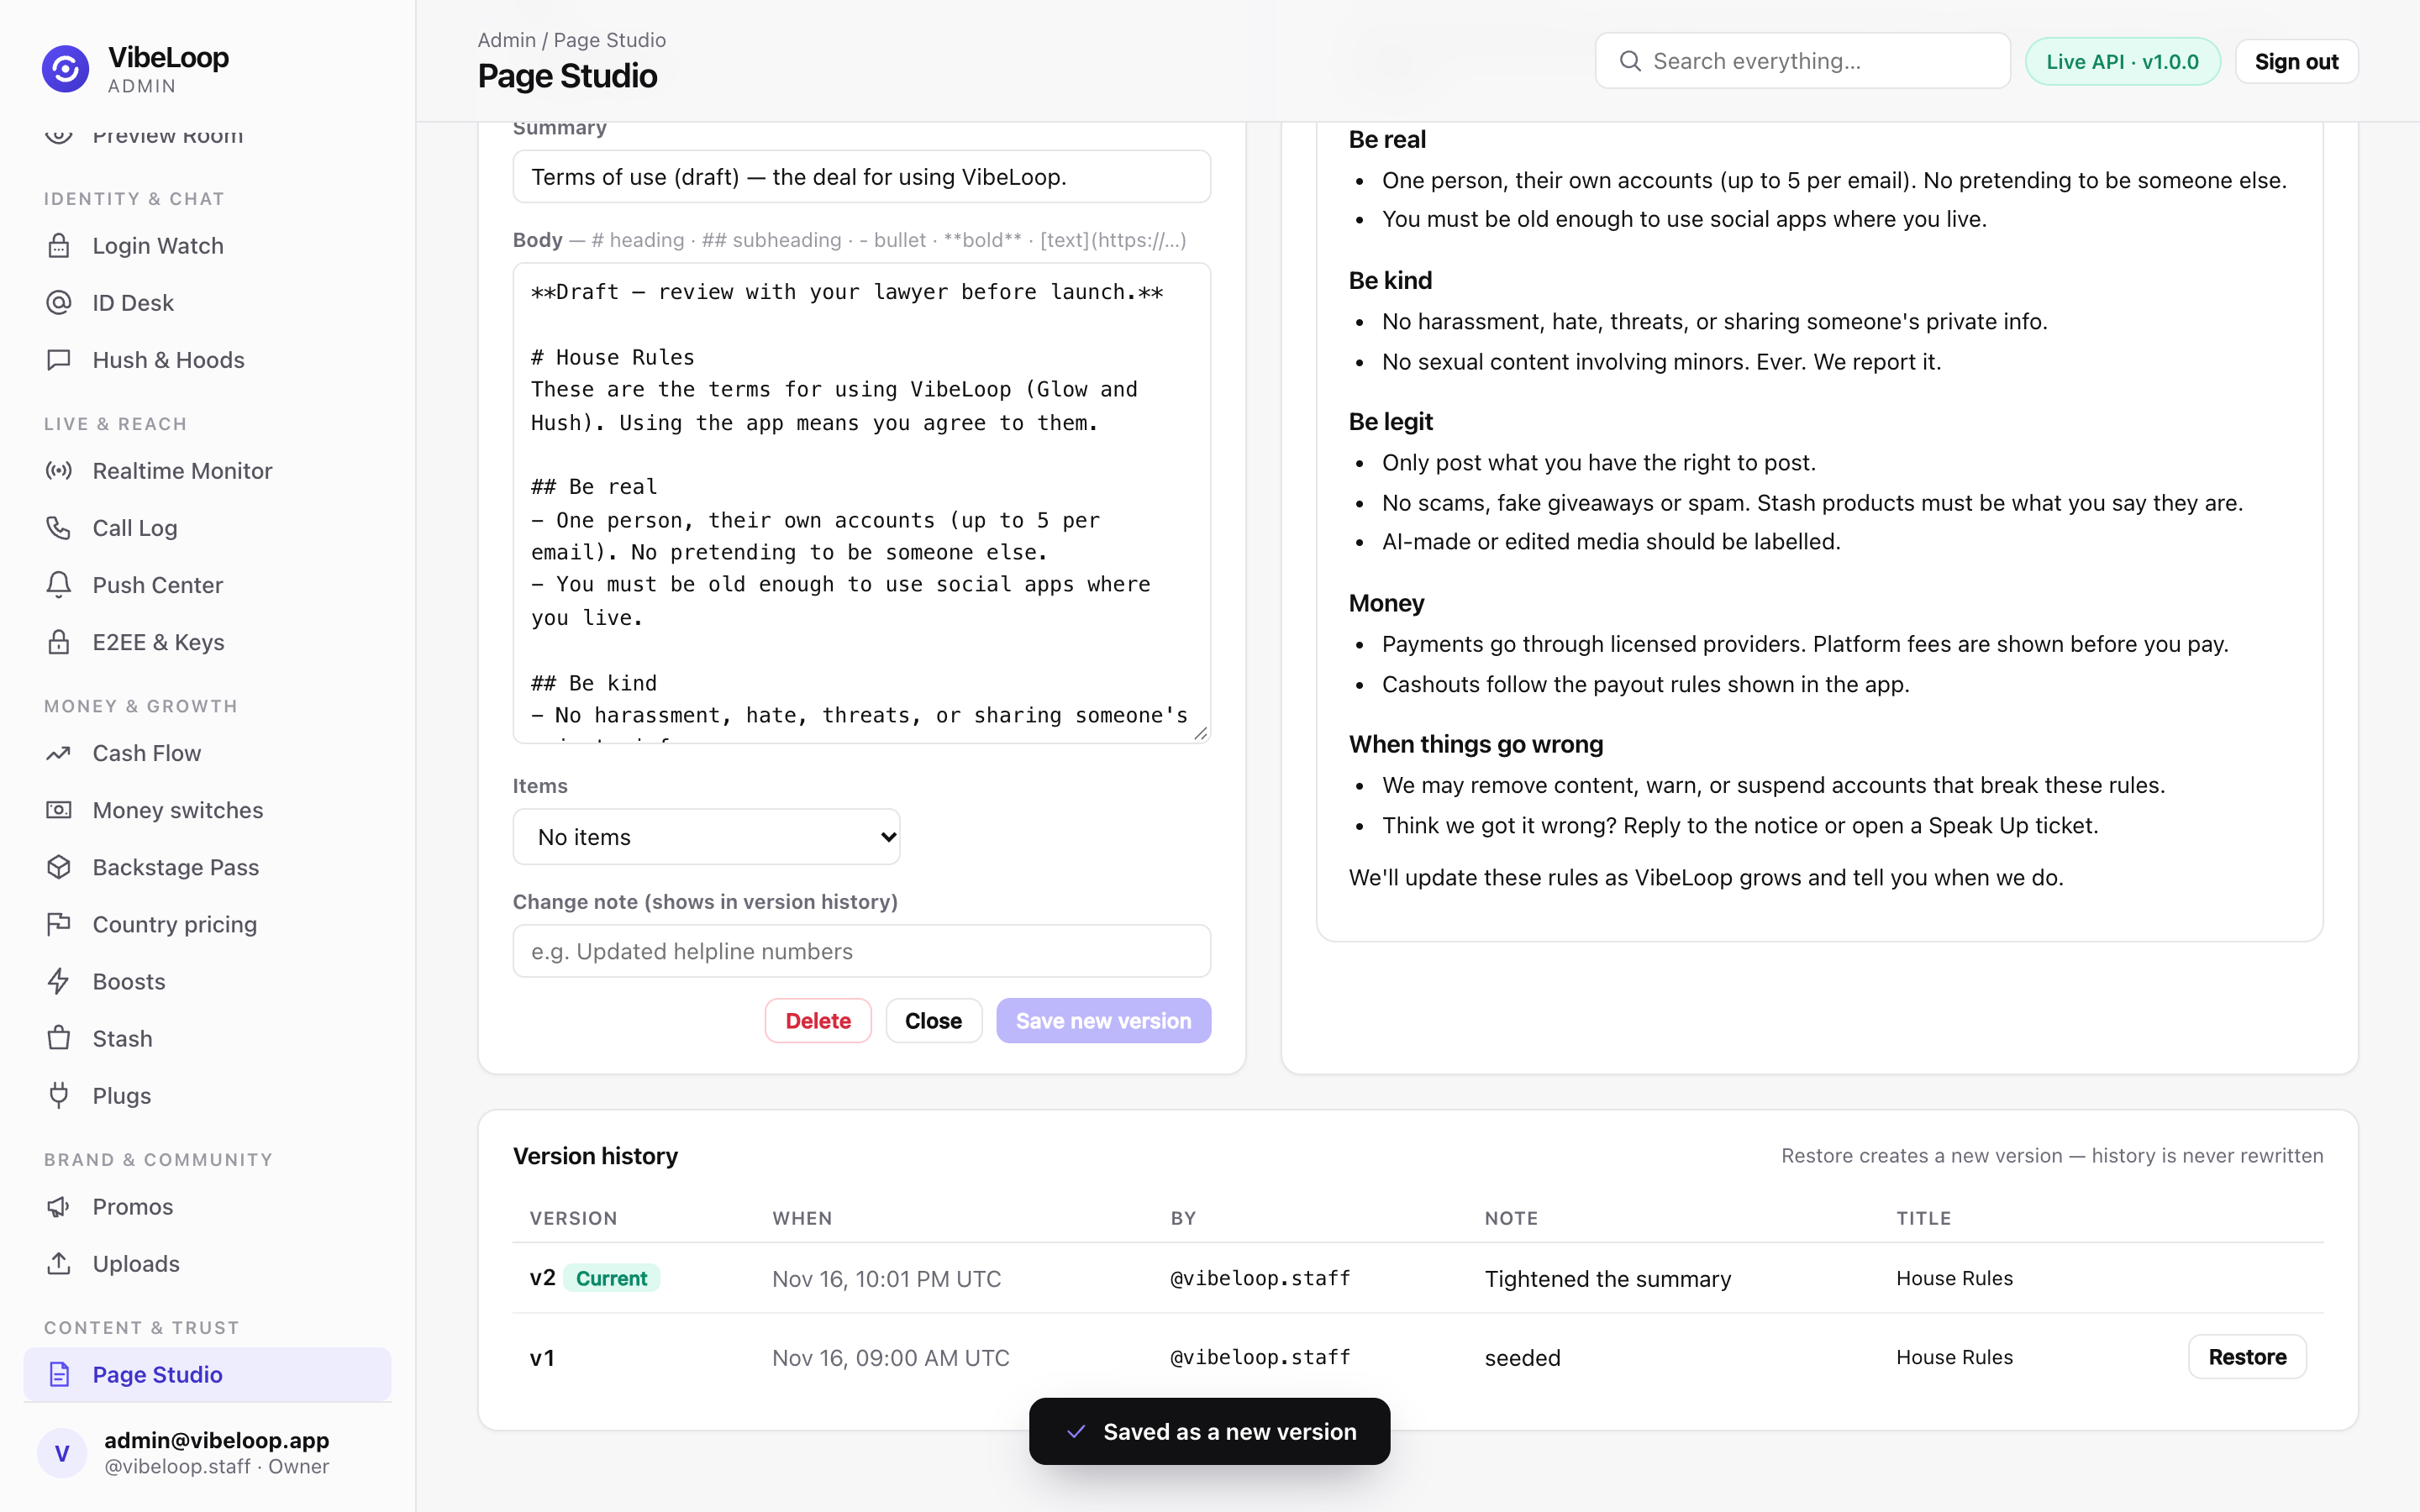 VibeLoop
ADMIN
Preview Room
IDENTITY & CHAT
Login Watch
ID Desk
Hush & Hoods
LIVE & REACH
Realtime Monitor
Call Log
Push Center
E2EE & Keys
MONEY & GROWTH
Cash Flow
Money switches
Backstage Pass
Country pricing
Boosts
Stash
Plugs
BRAND & COMMUNITY
Promos
Uploads
CONTENT & TRUST
Page Studio
V
admin@vibeloop.app
@vibeloop.staff · Owner
Admin / Page Studio
Page Studio
Search everything...
Live API · v1.0.0
Sign out
Summary
Terms of use (draft) — the deal for using VibeLoop.
Body — # heading · ## subheading · - bullet · **bold** · [text](https://...)
**Draft — review with your lawyer before launch.**
# House Rules
These are the terms for using VibeLoop (Glow and
Hush). Using the app means you agree to them.
## Be real
- One person, their own accounts (up to 5 per
email). No pretending to be someone else.
- You must be old enough to use social apps where
you live.
## Be kind
- No harassment, hate, threats, or sharing someone's
Items
No items
Change note (shows in version history)
e.g. Updated helpline numbers
Delete
Close
Save new version
Be real
• One person, their own accounts (up to 5 per email). No pretending to be someone else.
• You must be old enough to use social apps where you live.
Be kind
• No harassment, hate, threats, or sharing someone's private info.
• No sexual content involving minors. Ever. We report it.
Be legit
• Only post what you have the right to post.
• No scams, fake giveaways or spam. Stash products must be what you say they are.
• AI-made or edited media should be labelled.
Money
• Payments go through licensed providers. Platform fees are shown before you pay.
• Cashouts follow the payout rules shown in the app.
When things go wrong
• We may remove content, warn, or suspend accounts that break these rules.
• Think we got it wrong? Reply to the notice or open a Speak Up ticket.
We'll update these rules as VibeLoop grows and tell you when we do.
Version history
Restore creates a new version — history is never rewritten
VERSION WHEN BY NOTE TITLE
v2 Current Nov 16, 10:01 PM UTC @vibeloop.staff Tightened the summary House Rules
v1 Nov 16, 09:00 AM UTC @vibeloop.staff seeded House Rules Restore
Saved as a new version